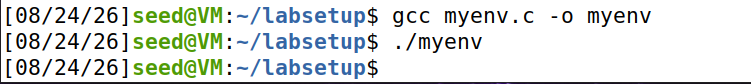 [08/24/26]seed@VM:~/labsetup$ gcc myenv.c -o myenv
[08/24/26]seed@VM:~/labsetup$ ./myenv
[08/24/26]seed@VM:~/labsetup$